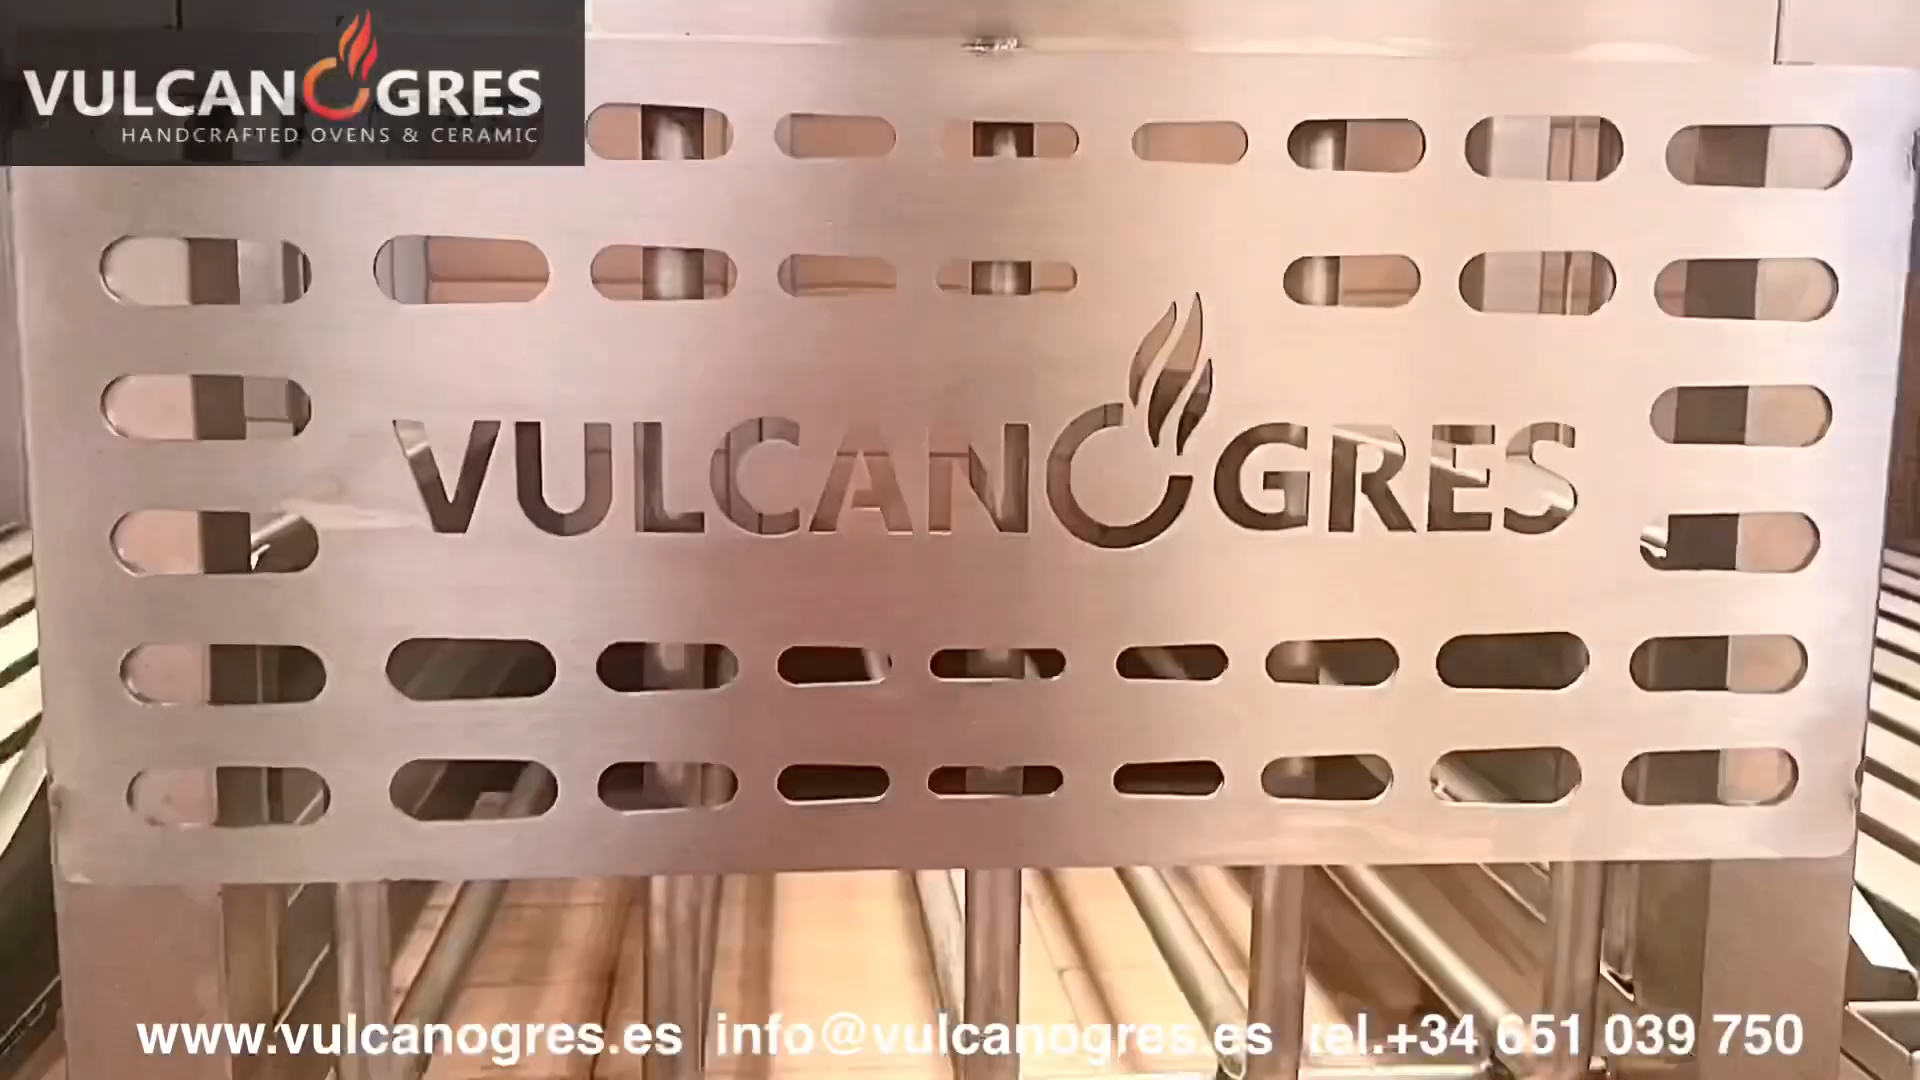 VULCANOGRES
HANDCRAFTED OVENS & CERAMIC
VULCANOGRES
www.vulcanogres.es info@vulcanogres.es tel.+34 651 039 750